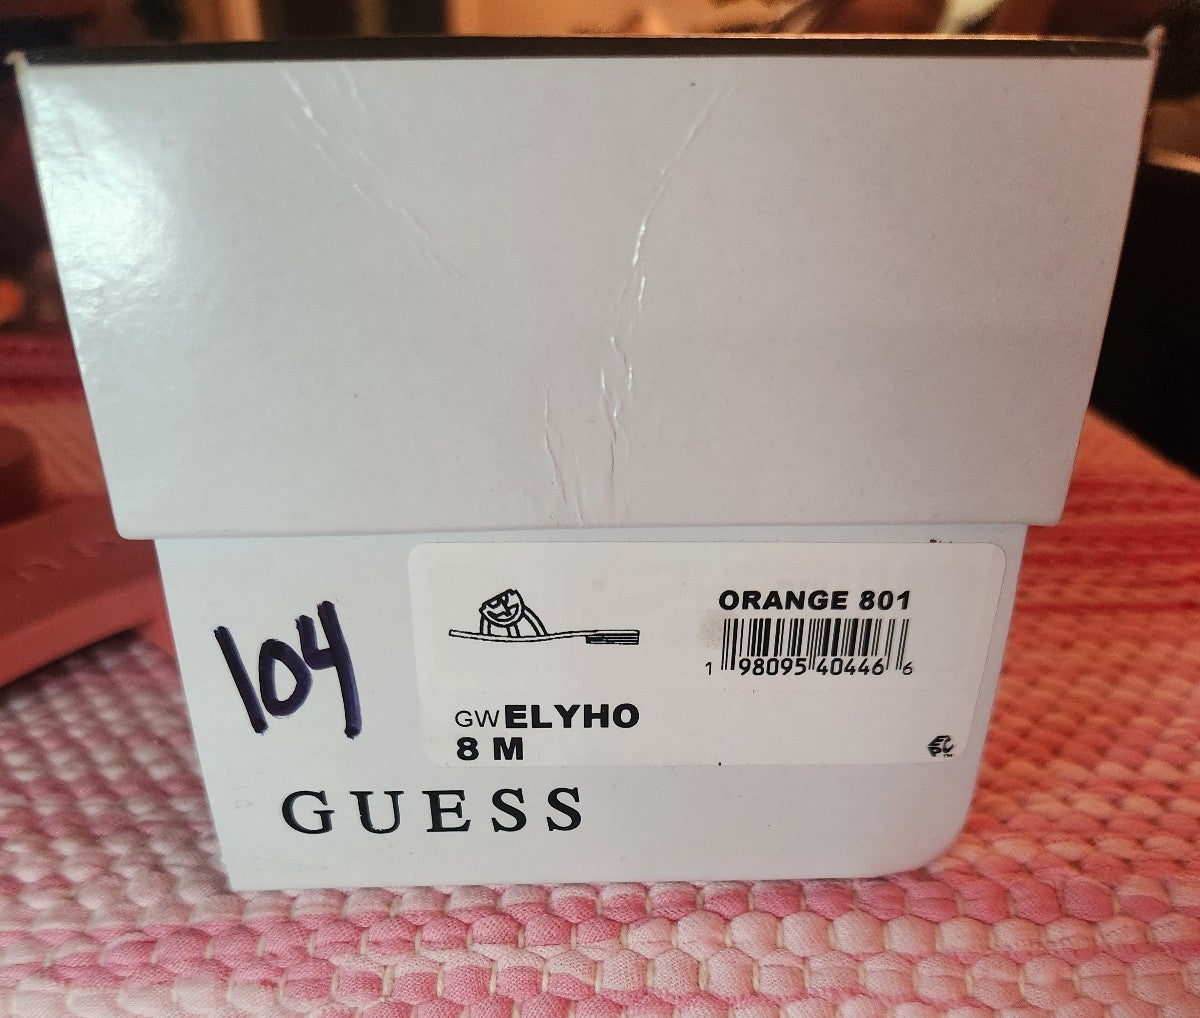 ORANGE 801
1 98095 40446 6
104
GWELYHO
8 M
GUESS